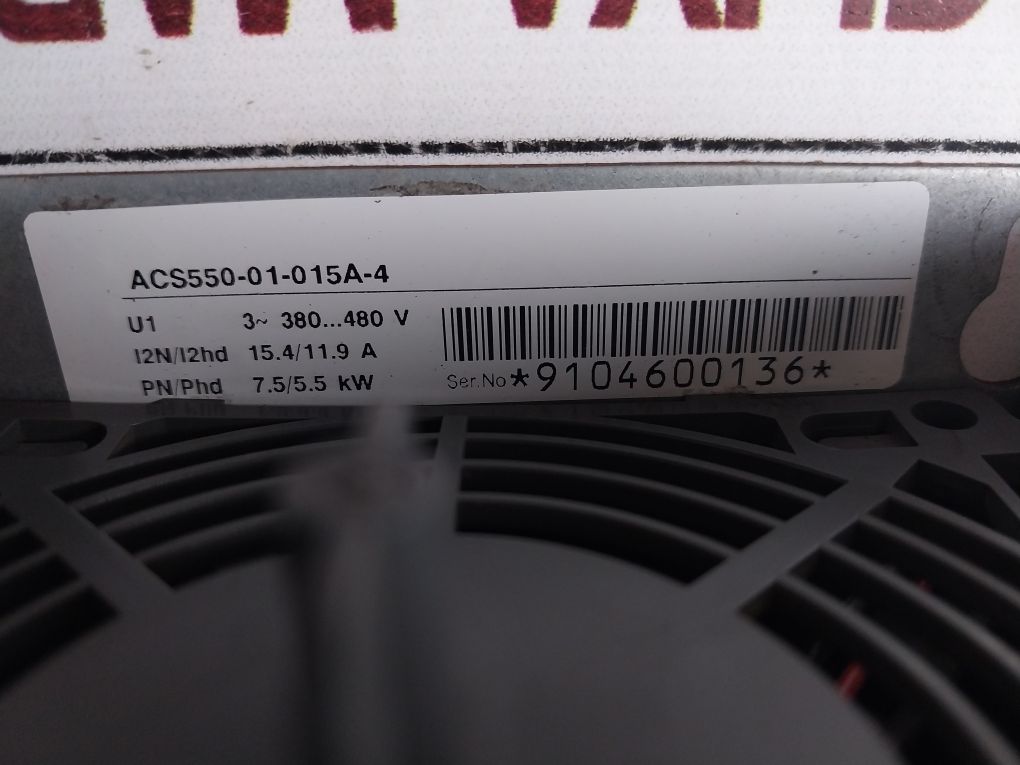 ACS550-01-015A-4
U1 3~ 380...480 V
I2N/I2hd 15.4/11.9 A
PN/Phd 7.5/5.5 kW
Ser.No *9104600136*